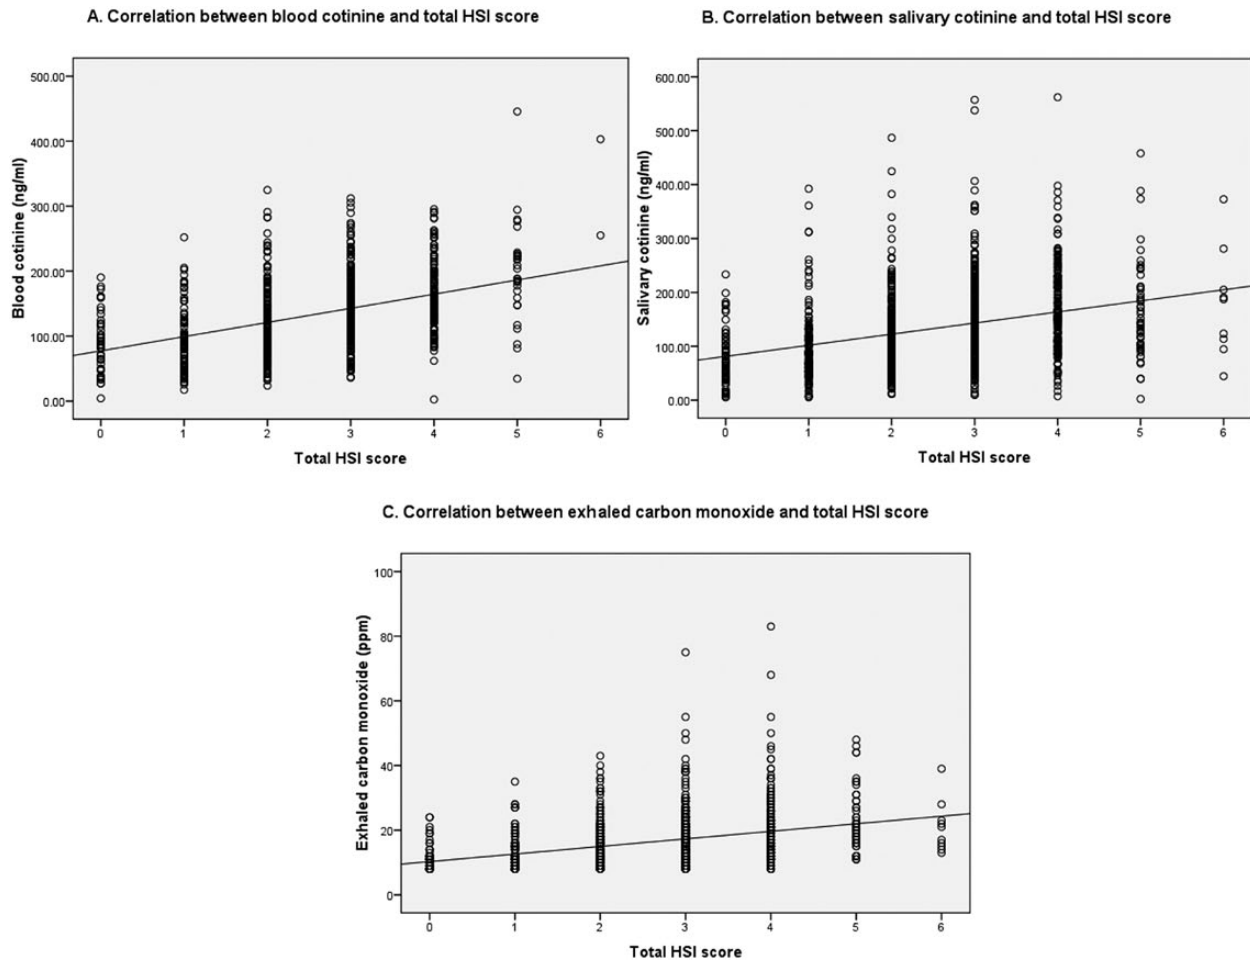 A. Correlation between blood cotinine and total HSI score
Blood cotinine (ng/ml)
500.00
400.00
300.00
200.00
100.00
0.00
0 1 2 3 4 5 6
Total HSI score
B. Correlation between salivary cotinine and total HSI score
Salivary cotinine (ng/ml)
600.00
500.00
400.00
300.00
200.00
100.00
0.00
0 1 2 3 4 5 6
Total HSI score
C. Correlation between exhaled carbon monoxide and total HSI score
Exhaled carbon monoxide (ppm)
100
80
60
40
20
0
0 1 2 3 4 5 6
Total HSI score